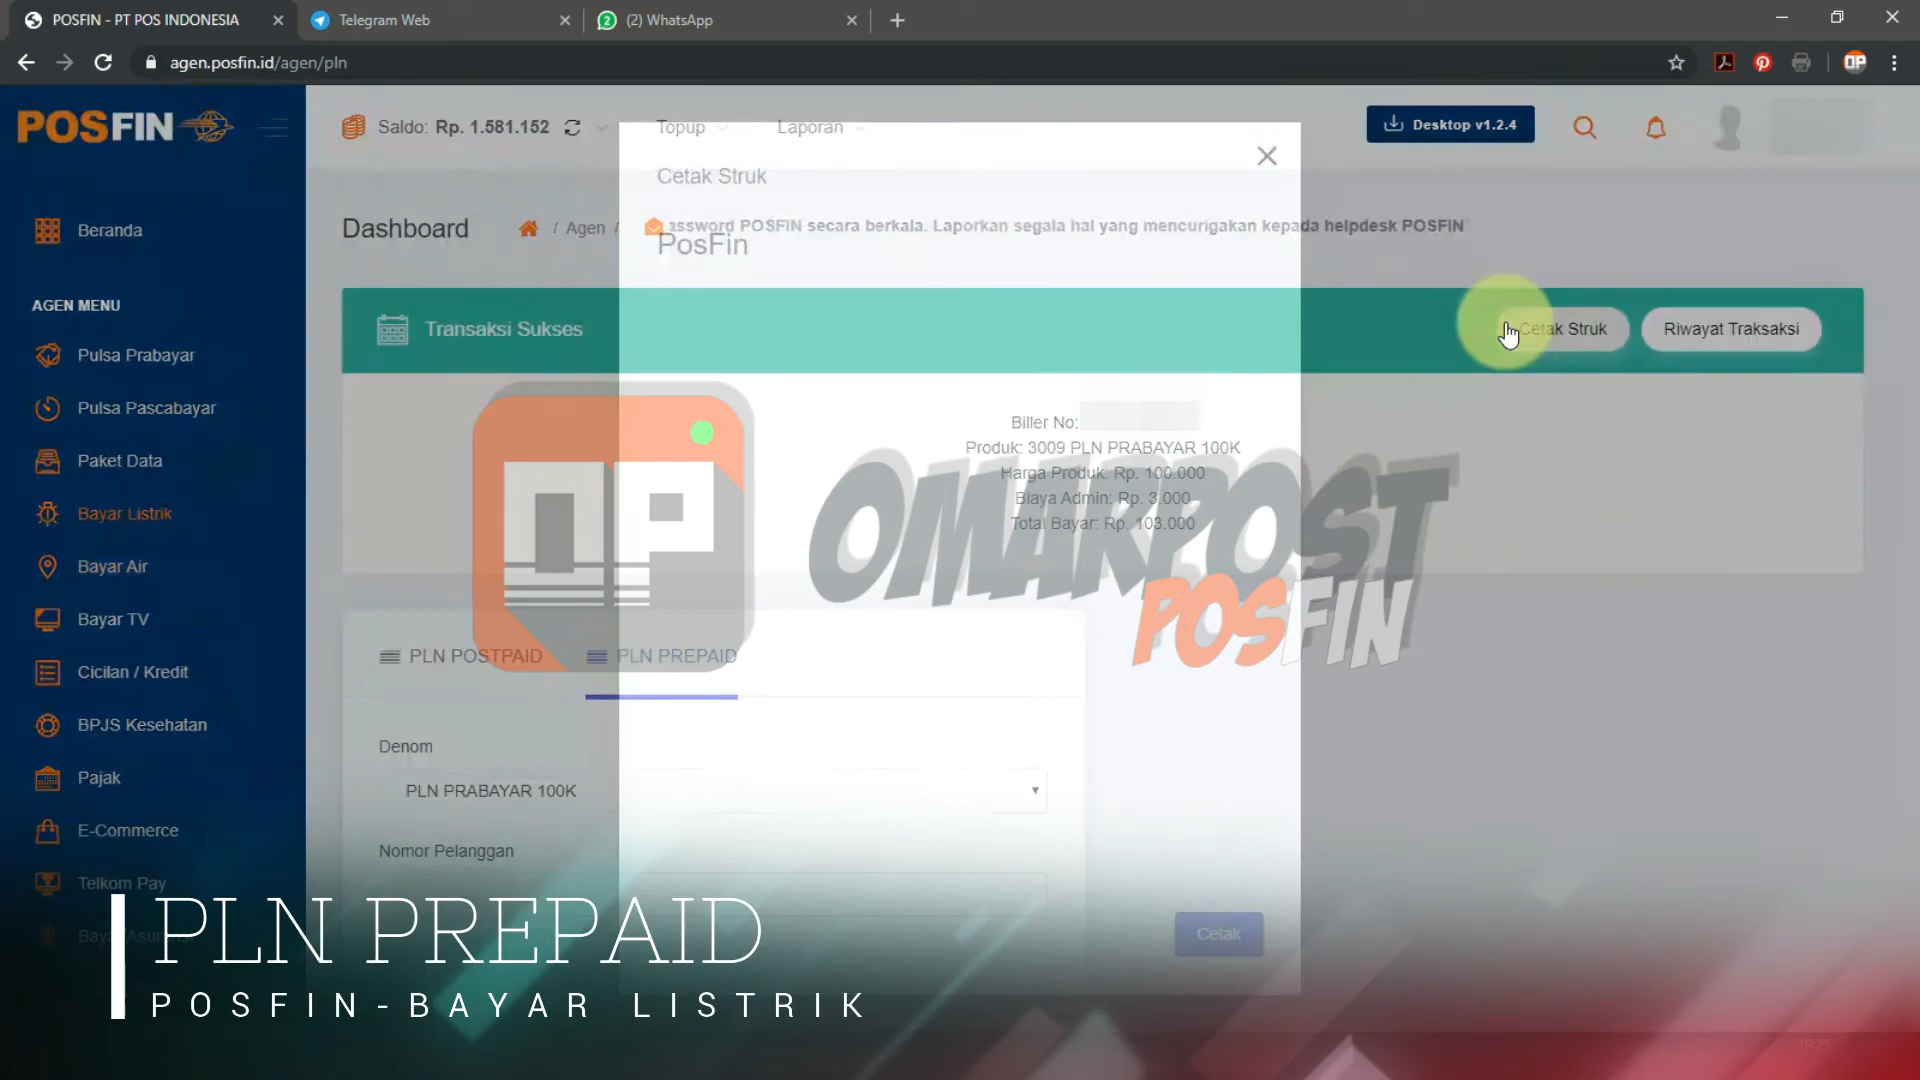 POSFIN - PT POS INDONESIA
Telegram Web
(2) WhatsApp
agen.posfin.id/agen/pln
POSFIN
Saldo: Rp. 1.581.152
Topup
Laporan
Desktop v1.2.4
Cetak Struk
Dashboard
/ Agen /
assword POSFIN secara berkala. Laporkan segala hal yang mencurigakan kepada helpdesk POSFIN
PosFin
Beranda
AGEN MENU
Pulsa Prabayar
Pulsa Pascabayar
Paket Data
Bayar Listrik
Bayar Air
Bayar TV
Cicilan / Kredit
BPJS Kesehatan
Pajak
E-Commerce
Telkom Pay
Transaksi Sukses
Cetak Struk
Riwayat Traksaksi
Biller No:
Produk: 3009 PLN PRABAYAR 100K
Harga Produk: Rp. 100.000
Biaya Admin: Rp. 3.000
Total Bayar: Rp. 103.000
OP
OMARPOST
POSFIN
PLN POSTPAID
PLN PREPAID
Denom
PLN PRABAYAR 100K
Nomor Pelanggan
Cetak
PLN PREPAID
POSFIN-BAYAR LISTRIK
10:25